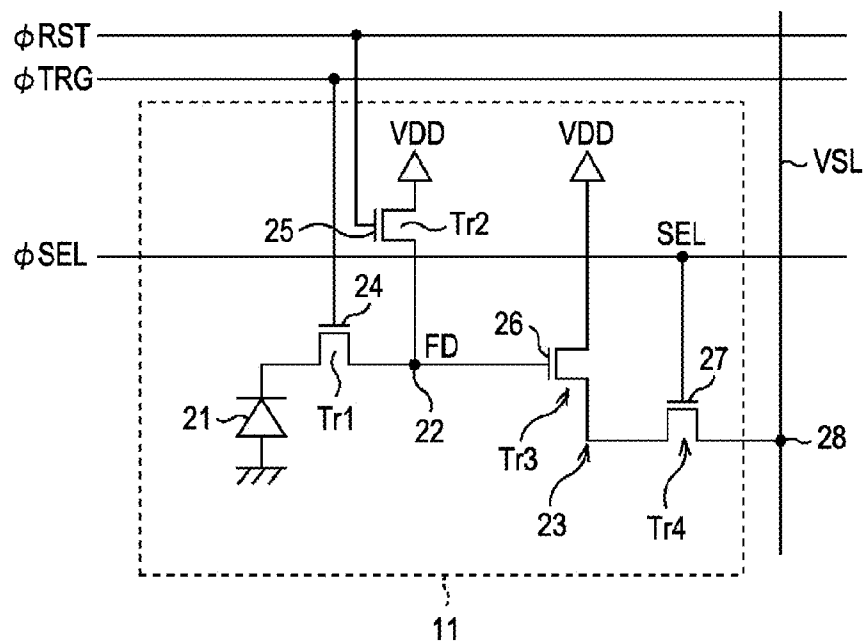 ϕRST
ϕTRG
VDD
VDD
VSL
25
Tr2
SEL
ϕSEL
24
26
FD
27
21
Tr1
22
Tr3
28
23
Tr4
11